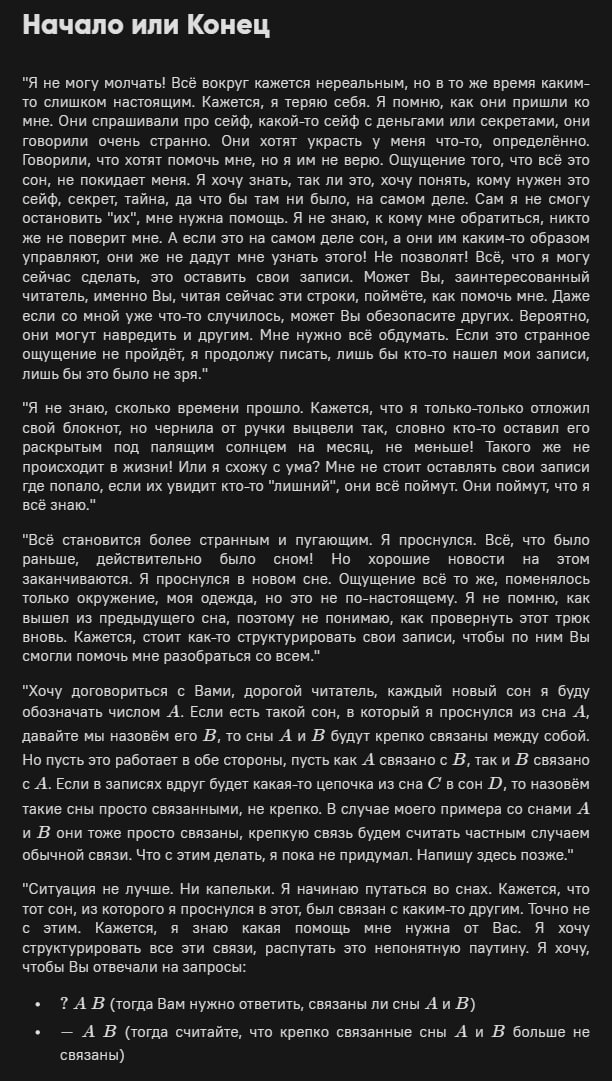 Начало или Конец
"Я не могу молчать! Всё вокруг кажется нереальным, но в то же время каким-
то слишком настоящим. Кажется, я теряю себя. Я помню, как они пришли ко
мне. Они спрашивали про сейф, какой-то сейф с деньгами или секретами, они
говорили очень странно. Они хотят украсть у меня что-то, определённо.
Говорили, что хотят помочь мне, но я им не верю. Ощущение того, что всё это
сон, не покидает меня. Я хочу знать, так ли это, хочу понять, кому нужен это
сейф, секрет, тайна, да что бы там ни было, на самом деле. Сам я не смогу
остановить "их", мне нужна помощь. Я не знаю, к кому мне обратиться, никто
же не поверит мне. А если это на самом деле сон, а они им каким-то образом
управляют, они же не дадут мне узнать этого! Не позволят! Всё, что я могу
сейчас сделать, это оставить свои записи. Может Вы, заинтересованный
читатель, именно Вы, читая сейчас эти строки, поймёте, как помочь мне. Даже
если со мной уже что-то случилось, может Вы обезопасите других. Вероятно,
они могут навредить и другим. Мне нужно всё обдумать. Если это странное
ощущение не пройдёт, я продолжу писать, лишь бы кто-то нашел мои записи,
лишь бы это было не зря."
"Я не знаю, сколько времени прошло. Кажется, что я только-только отложил
свой блокнот, но чернила от ручки выцвели так, словно кто-то оставил его
раскрытым под палящим солнцем на месяц, не меньше! Такого же не
происходит в жизни! Или я схожу с ума? Мне не стоит оставлять свои записи
где попало, если их увидит кто-то "лишний", они всё поймут. Они поймут, что я
всё знаю."
"Всё становится более странным и пугающим. Я проснулся. Всё, что было
раньше, действительно было сном! Но хорошие новости на этом
заканчиваются. Я проснулся в новом сне. Ощущение всё то же, поменялось
только окружение, моя одежда, но это не по-настоящему. Я не помню, как
вышел из предыдущего сна, поэтому не понимаю, как провернуть этот трюк
вновь. Кажется, стоит как-то структурировать свои записи, чтобы по ним Вы
смогли помочь мне разобраться со всем."
"Хочу договориться с Вами, дорогой читатель, каждый новый сон я буду
обозначать числом A. Если есть такой сон, в который я проснулся из сна A,
давайте мы назовём его B, то сны A и B будут крепко связаны между собой.
Но пусть это работает в обе стороны, пусть как A связано с B, так и B связано
с A. Если в записях вдруг будет какая-то цепочка из сна C в сон D, то назовём
такие сны просто связанными, не крепко. В случае моего примера со снами A
и B они тоже просто связаны, крепкую связь будем считать частным случаем
обычной связи. Что с этим делать, я пока не придумал. Напишу здесь позже."
"Ситуация не лучше. Ни капельки. Я начинаю путаться во снах. Кажется, что
тот сон, из которого я проснулся в этот, был связан с каким-то другим. Точно не
с этим. Кажется, я знаю какая помощь мне нужна от Вас. Я хочу
структурировать все эти связи, распутать это непонятную паутину. Я хочу,
чтобы Вы отвечали на запросы:
• ? A B (тогда Вам нужно ответить, связаны ли сны A и B)
• − A B (тогда считайте, что крепко связанные сны A и B больше не
связаны)